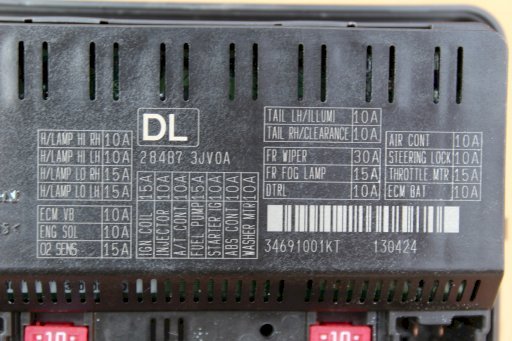 DL
284B7 3JV0A
H/LAMP HI RH 10A
H/LAMP HI LH 10A
H/LAMP LO RH 15A
H/LAMP LO LH 15A
ECM VB 10A
ENG SOL 10A
O2 SENS 15A
IGN COIL 15A
INJECTOR 10A
A/T CONT 10A
FUEL PUMP 15A
STARTER IG 10A
ABS CONT 10A
WASHER MTR 10A
TAIL LH/ILLUMI 10A
TAIL RH/CLEARANCE 10A
FR WIPER 30A
FR FOG LAMP 15A
DTRL 10A
AIR CONT 10A
STEERING LOCK 10A
THROTTLE MTR 15A
ECM BAT 10A
34691001KT 130424
10
10